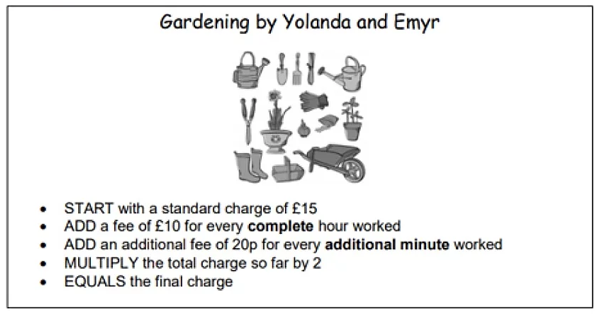 Gardening by Yolanda and Emyr
• START with a standard charge of £15
• ADD a fee of £10 for every complete hour worked
• ADD an additional fee of 20p for every additional minute worked
• MULTIPLY the total charge so far by 2
• EQUALS the final charge